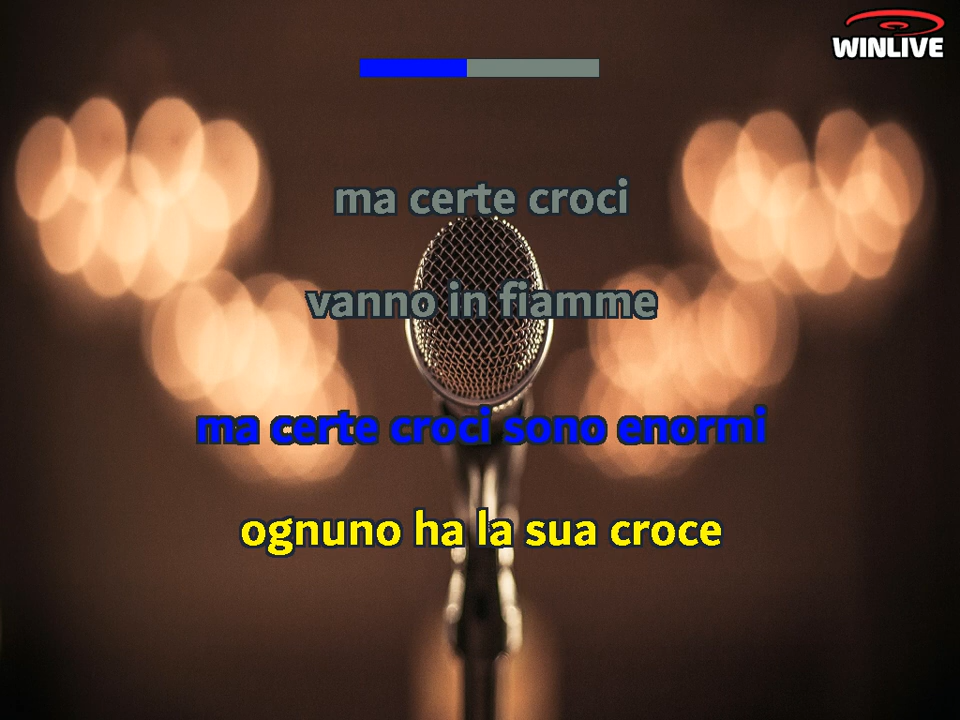 WINLIVE
ma certe croci
vanno in fiamme
ma certe croci sono enormi
ognuno ha la sua croce